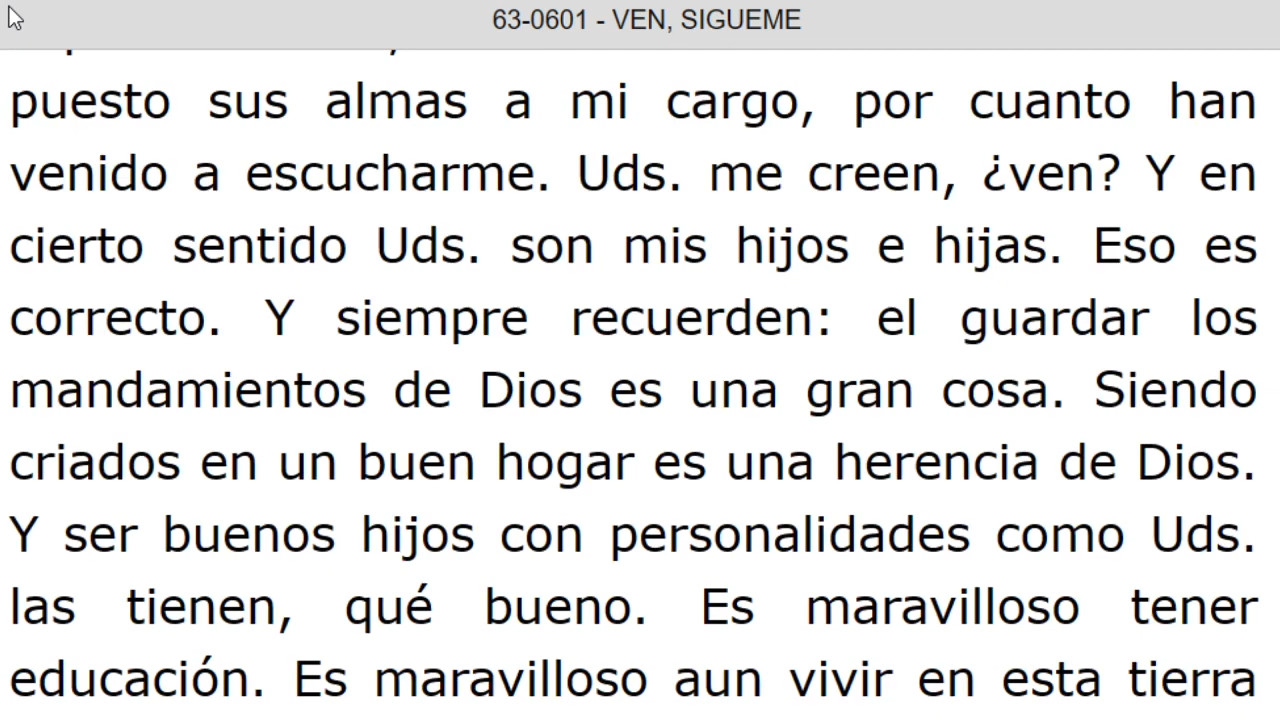 63-0601 - VEN, SIGUEME
puesto sus almas a mi cargo, por cuanto han
venido a escucharme. Uds. me creen, ¿ven? Y en
cierto sentido Uds. son mis hijos e hijas. Eso es
correcto. Y siempre recuerden: el guardar los
mandamientos de Dios es una gran cosa. Siendo
criados en un buen hogar es una herencia de Dios.
Y ser buenos hijos con personalidades como Uds.
las tienen, qué bueno. Es maravilloso tener
educación. Es maravilloso aun vivir en esta tierra